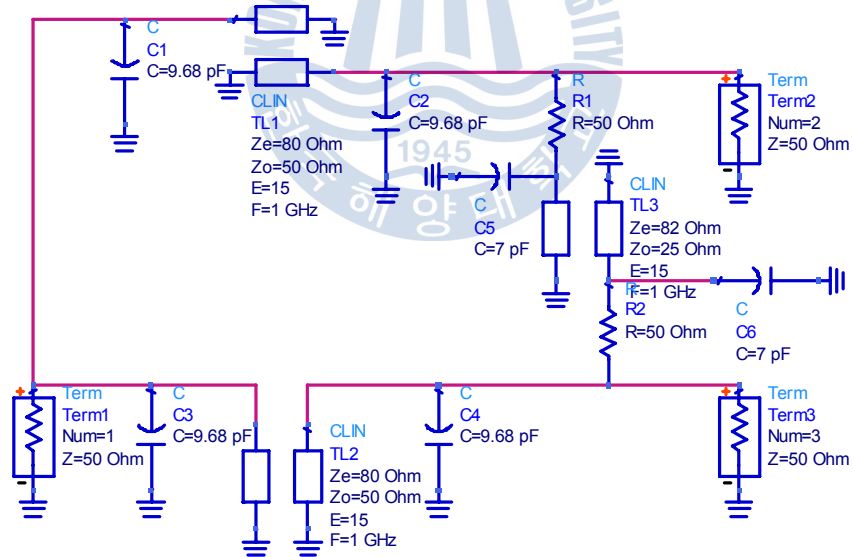 C
C1
C=9.68 pF
CLIN
TL1
Ze=80 Ohm
Zo=50 Ohm
E=15
F=1 GHz
C
C2
C=9.68 pF
R
R1
R=50 Ohm
Term
Term2
Num=2
Z=50 Ohm
1945
C
C5
C=7 pF
CLIN
TL3
Ze=82 Ohm
Zo=25 Ohm
E=15
F=1 GHz
R
R2
R=50 Ohm
C
C6
C=7 pF
Term
Term1
Num=1
Z=50 Ohm
C
C3
C=9.68 pF
CLIN
TL2
Ze=80 Ohm
Zo=50 Ohm
E=15
F=1 GHz
C
C4
C=9.68 pF
Term
Term3
Num=3
Z=50 Ohm